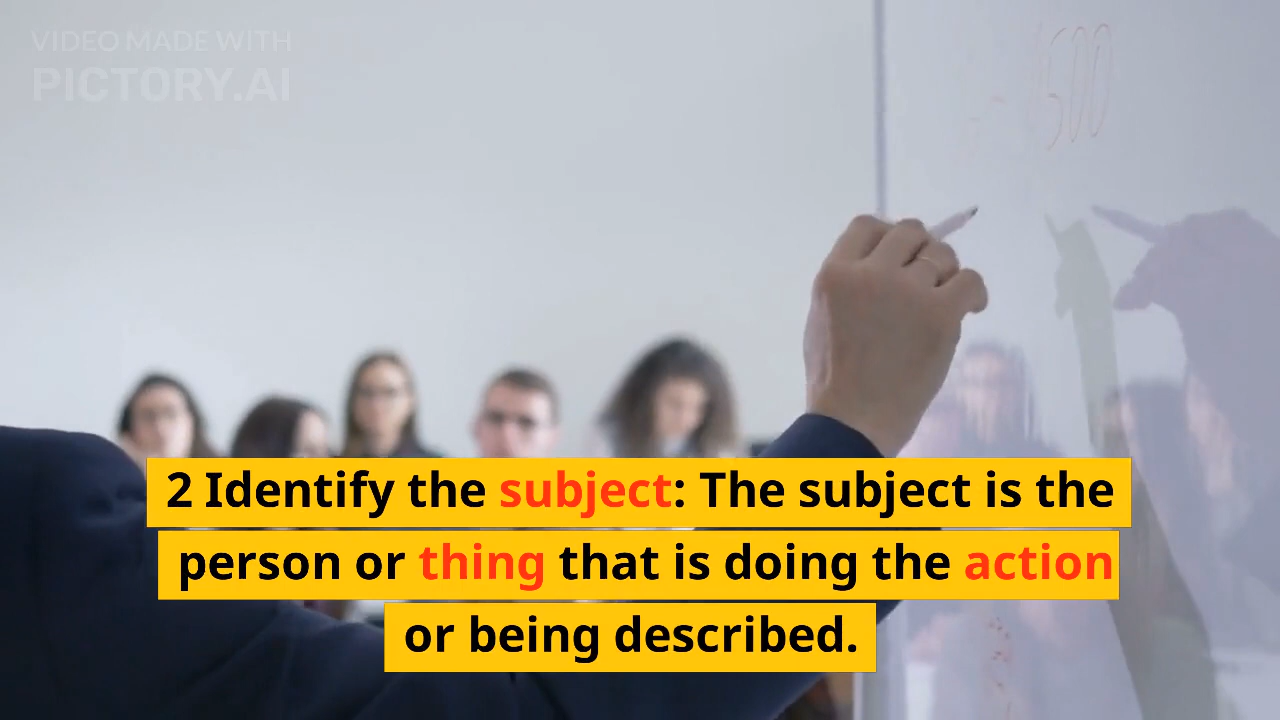 VIDEO MADE WITH
PICTORY.AI
1500
2 Identify the subject: The subject is the
person or thing that is doing the action
or being described.